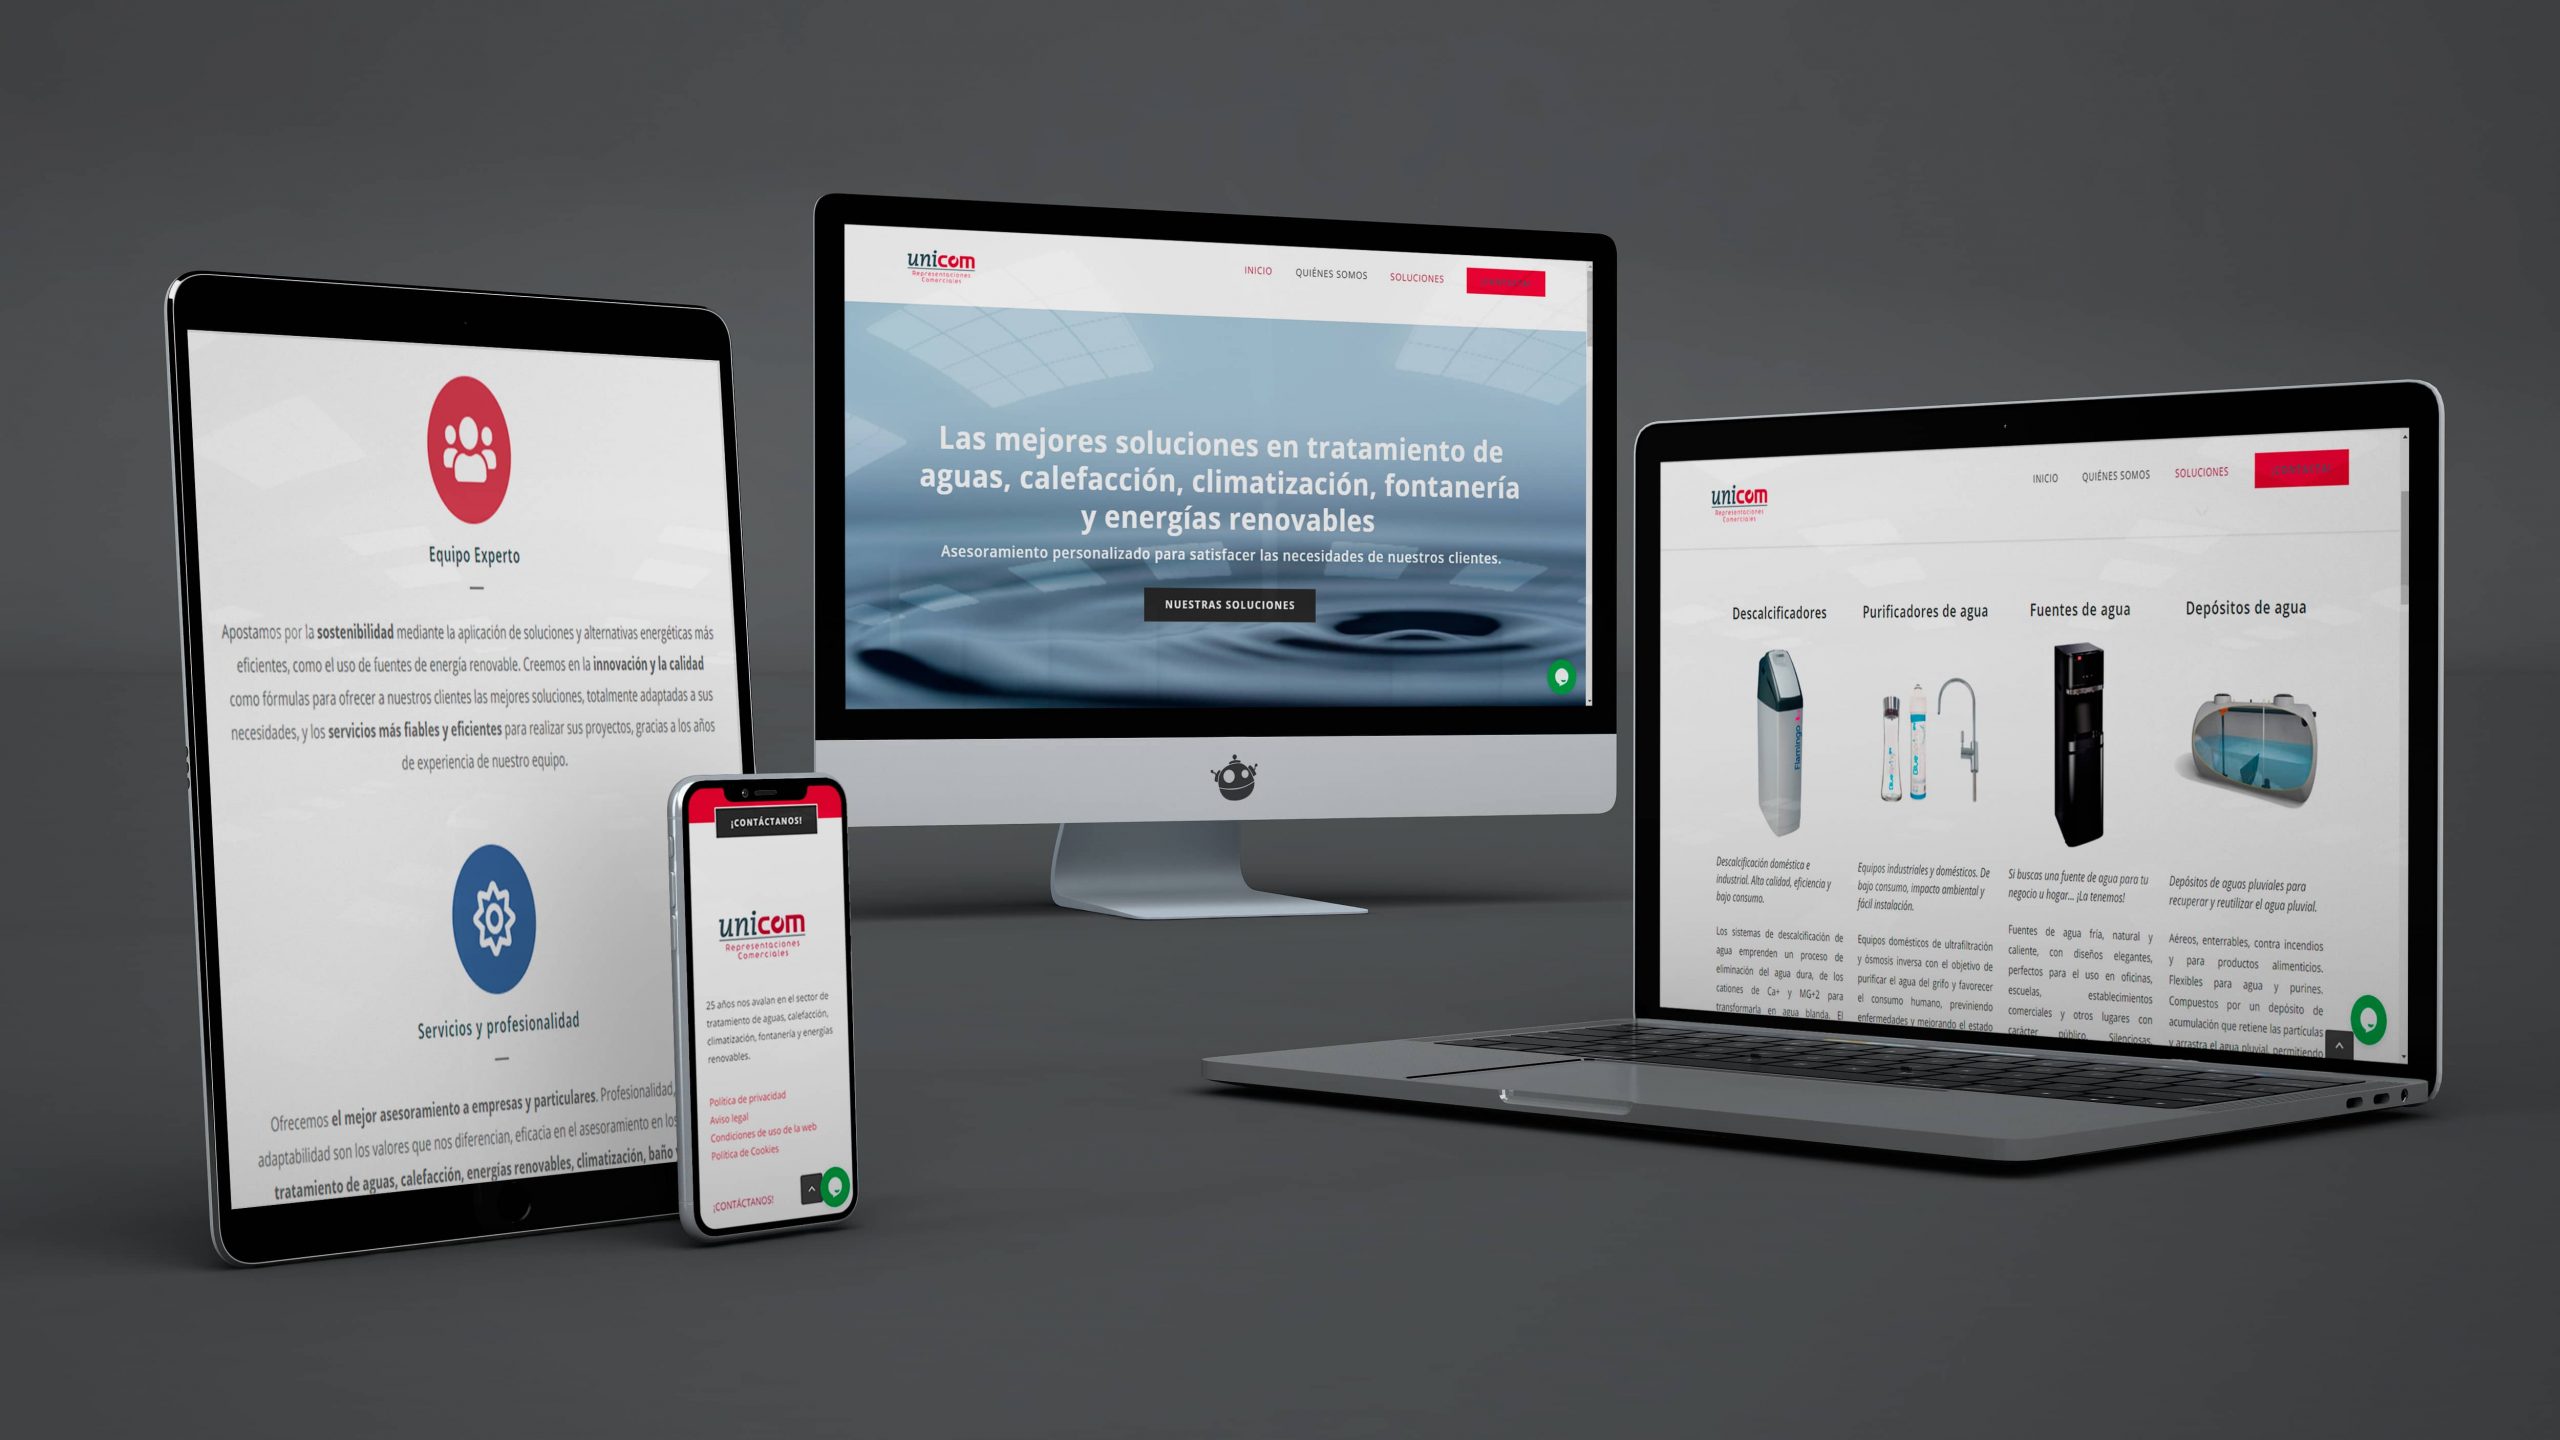 Equipo Experto
Apostamos por la sostenibilidad mediante la aplicación de soluciones y alternativas energéticas más
eficientes, como el uso de fuentes de energía renovable. Creemos en la innovación y la calidad
como fórmulas para ofrecer a nuestros clientes las mejores soluciones, totalmente adaptadas a sus
necesidades, y los servicios más fiables y eficientes para realizar sus proyectos, gracias a los años
de experiencia de nuestro equipo.
Servicios y profesionalidad
Ofrecemos el mejor asesoramiento a empresas y particulares. Profesionalidad,
adaptabilidad son los valores que nos diferencian, eficacia en el asesoramiento en los
tratamiento de aguas, calefacción, energías renovables, climatización, baño
¡CONTÁCTANOS!
unicom
Representaciones
Comerciales
25 años nos avalan en el sector de
tratamiento de aguas, calefacción,
climatización, fontanería y energías
renovables.
Política de privacidad
Aviso legal
Condiciones de uso de la web
Política de Cookies
¡CONTÁCTANOS!
unicom
Representaciones
Comerciales
INICIO QUIÉNES SOMOS SOLUCIONES CONTACTO
Las mejores soluciones en tratamiento de
aguas, calefacción, climatización, fontanería
y energías renovables
Asesoramiento personalizado para satisfacer las necesidades de nuestros clientes.
NUESTRAS SOLUCIONES
unicom
Representaciones
Comerciales
INICIO QUIÉNES SOMOS SOLUCIONES CONTACTO
Descalcificadores
Flamingo
Descalcificación doméstica e
industrial. Alta calidad, eficiencia y
bajo consumo.
Los sistemas de descalcificación de
agua emprenden un proceso de
eliminación del agua dura, de los
cationes de Ca+ y MG+2 para
transformarla en agua blanda. El
Purificadores de agua
Equipos industriales y domésticos. De
bajo consumo, impacto ambiental y
fácil instalación.
Equipos domésticos de ultrafiltración
y ósmosis inversa con el objetivo de
purificar el agua del grifo y favorecer
el consumo humano, previniendo
enfermedades y mejorando el estado
Fuentes de agua
Si buscas una fuente de agua para tu
negocio u hogar... ¡La tenemos!
Fuentes de agua fría, natural y
caliente, con diseños elegantes,
perfectos para el uso en oficinas,
escuelas, establecimientos
comerciales y otros lugares con
carácter público. Silenciosas,
Depósitos de agua
Depósitos de aguas pluviales para
recuperar y reutilizar el agua pluvial.
Aéreos, enterrables, contra incendios
y para productos alimenticios.
Flexibles para agua y purines.
Compuestos por un depósito de
acumulación que retiene las partículas
y arrastra el agua pluvial, permitiendo